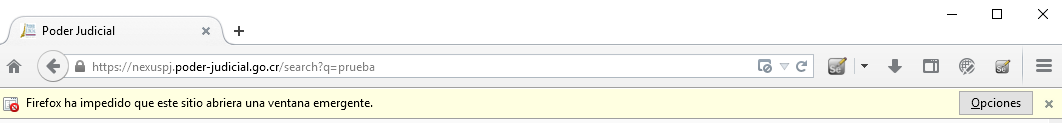 Poder Judicial
https://nexuspj.poder-judicial.go.cr/search?q=prueba
Firefox ha impedido que este sitio abriera una ventana emergente.
Opciones